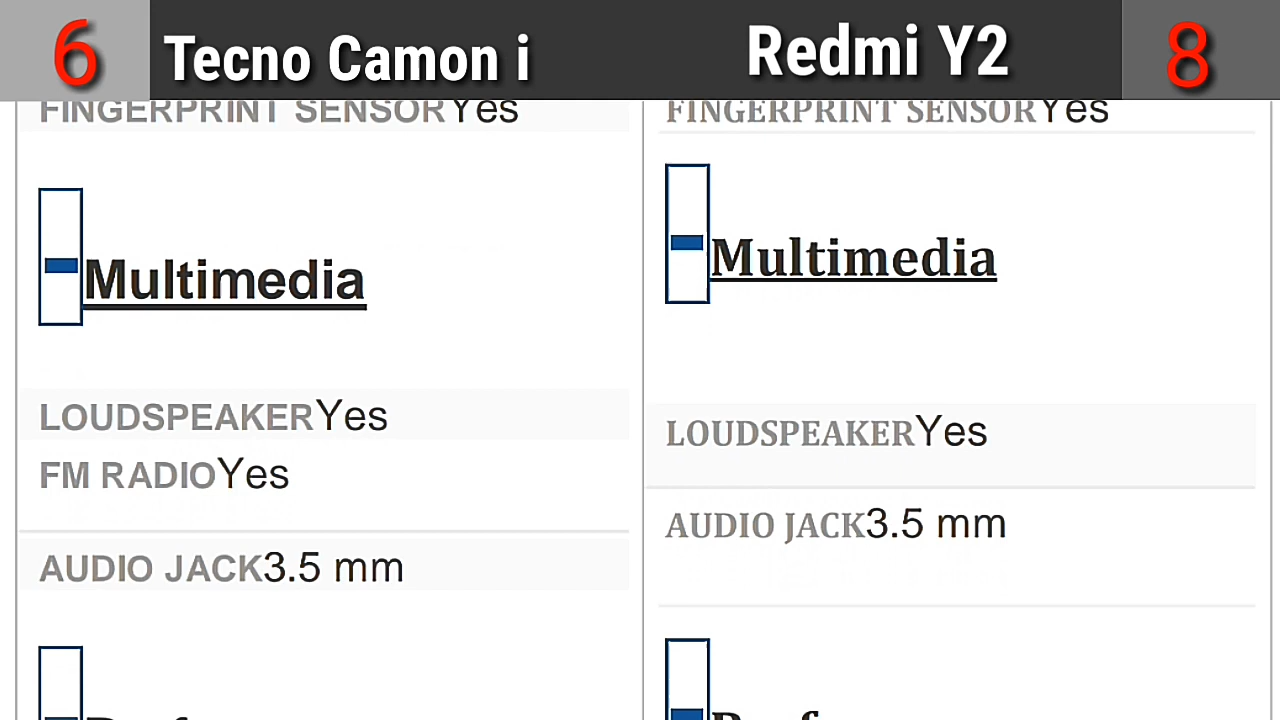 6 Tecno Camon i
Redmi Y2 8
FINGERPRINT SENSORYes
Multimedia
LOUDSPEAKERYes
FM RADIOYes
AUDIO JACK3.5 mm
FINGERPRINT SENSORYes
Multimedia
LOUDSPEAKERYes
AUDIO JACK3.5 mm